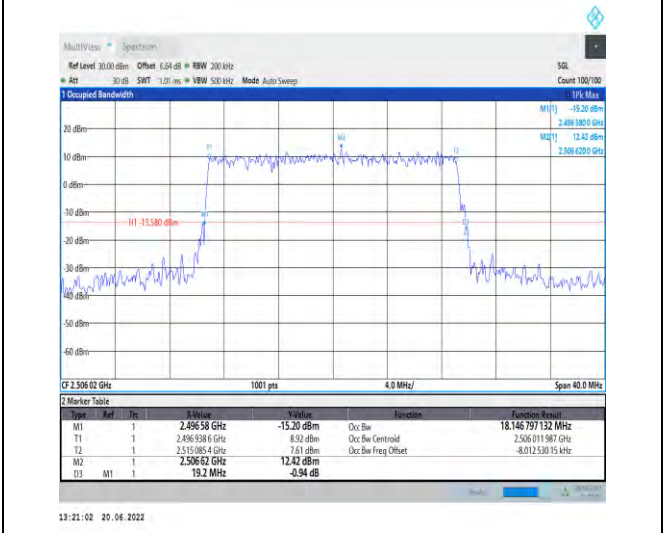 MultiView Spectrum
Ref Level 30.00 dBm Offset 6.64 dB RBW 200 kHz SGL
Att 30 dB SWT 1.01 ms VBW 500 kHz Mode Auto Sweep Count 100/100
1 Occupied Bandwidth 1Pk Max
M1[1] -15.20 dBm
2.496 580 0 GHz
M2[1] 12.42 dBm
2.506 620 0 GHz
20 dBm
M2
T1 T2
10 dBm
0 dBm
-10 dBm
M1
H1 -13.580 dBm
D3
-20 dBm
-30 dBm
-40 dBm
-50 dBm
-60 dBm
CF 2.506 02 GHz 1001 pts 4.0 MHz/ Span 40.0 MHz
2 Marker Table
Type Ref Trc X-Value Y-Value Function Function Result
M1 1 2.496 58 GHz -15.20 dBm Occ Bw 18.146 797 132 MHz
T1 1 2.496 938 6 GHz 8.92 dBm Occ Bw Centroid 2.506 011 987 GHz
T2 1 2.515 085 4 GHz 7.61 dBm Occ Bw Freq Offset -8.012 530 15 kHz
M2 1 2.506 62 GHz 12.42 dBm
D3 M1 1 19.2 MHz -0.94 dB
13:21:02 20.06.2022